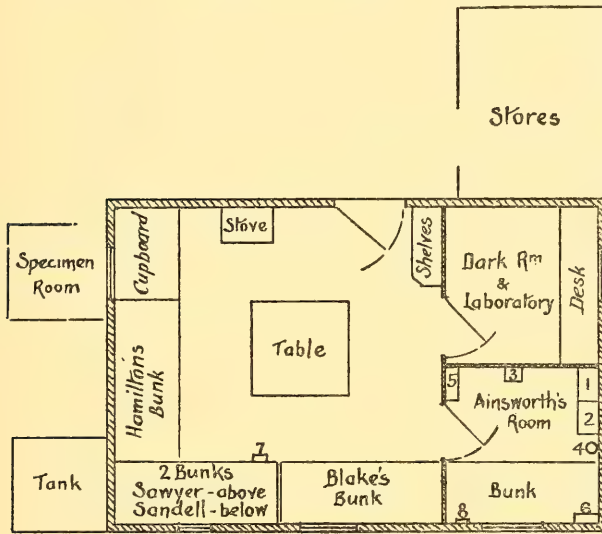 Stores
Specimen
Room
Cupboard
Stove
Shelves
Dark Rm
&
Laboratory
Desk
Hamilton's
Bunk
Table
5
3
1
Ainsworth's
Room
2
40
Tank
7
2 Bunks
Sawyer-above
Sandell-below
Blake's
Bunk
Bunk
8
6